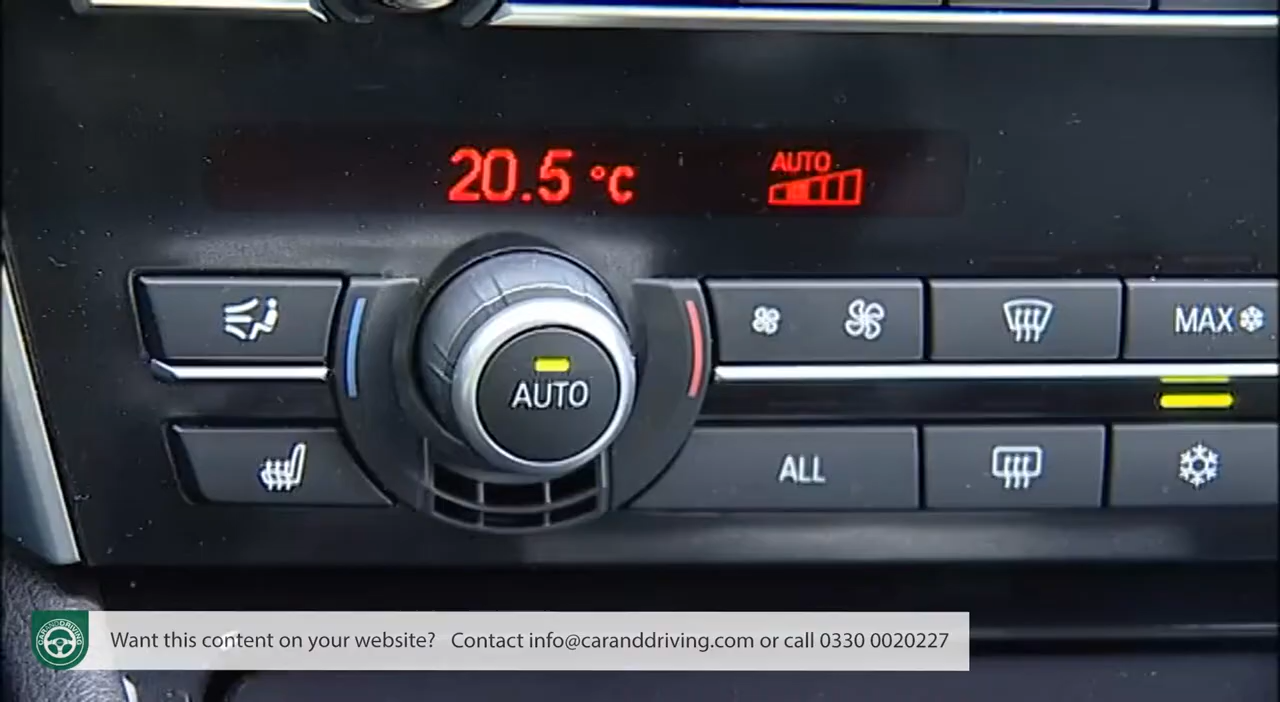 20.5 °C
AUTO
MAX
AUTO
ALL
CARANDDRIVING
Want this content on your website? Contact info@caranddriving.com or call 0330 0020227